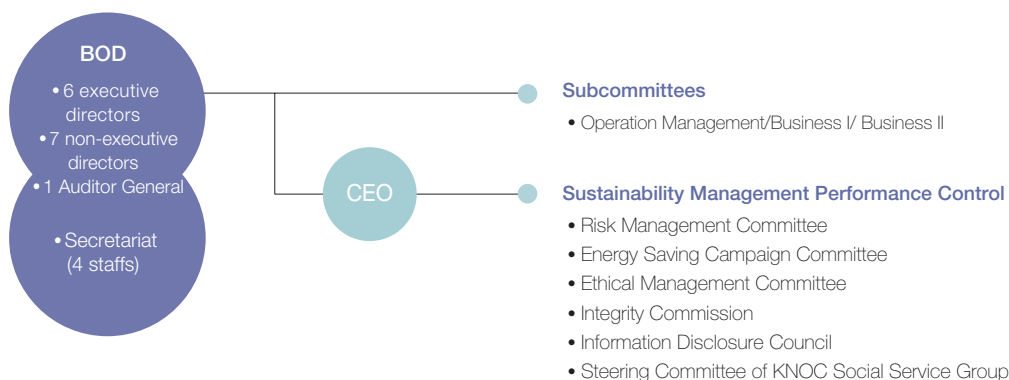 BOD
• 6 executive
directors
• 7 non-executive
directors
• 1 Auditor General
• Secretariat
(4 staffs)
CEO
Subcommittees
• Operation Management/Business I/ Business II
Sustainability Management Performance Control
• Risk Management Committee
• Energy Saving Campaign Committee
• Ethical Management Committee
• Integrity Commission
• Information Disclosure Council
• Steering Committee of KNOC Social Service Group